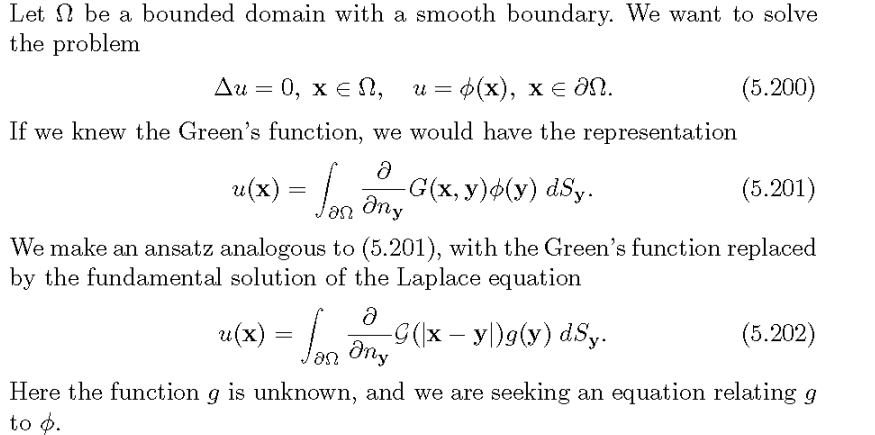 Let Ω be a bounded domain with a smooth boundary. We want to solve
the problem
Δu = 0, x ∈ Ω, u = ϕ(x), x ∈ ∂Ω. (5.200)
If we knew the Green's function, we would have the representation
u(x) = ∫_{∂Ω} ∂/∂n_y G(x, y)ϕ(y) dS_y. (5.201)
We make an ansatz analogous to (5.201), with the Green's function replaced
by the fundamental solution of the Laplace equation
u(x) = ∫_{∂Ω} ∂/∂n_y 𝒢(|x − y|)g(y) dS_y. (5.202)
Here the function g is unknown, and we are seeking an equation relating g
to ϕ.